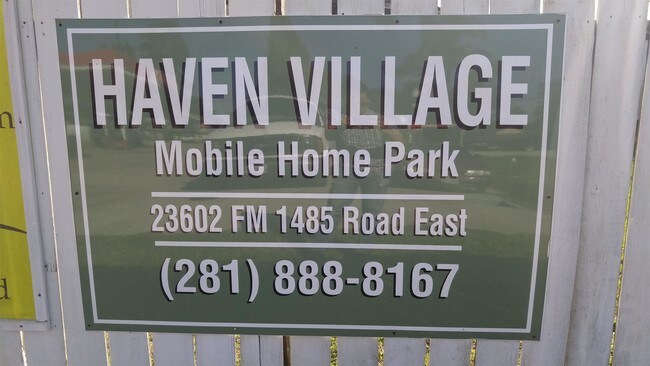 HAVEN VILLAGE
Mobile Home Park
23602 FM 1485 Road East
(281) 888-8167